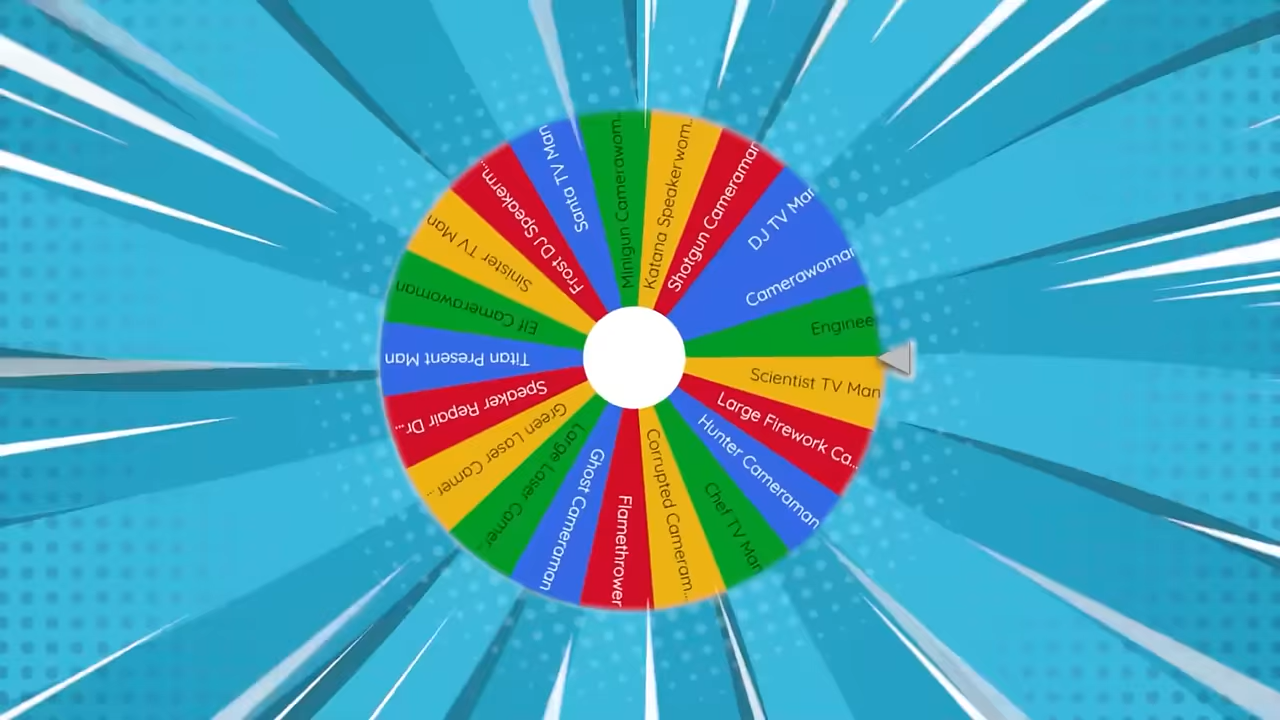 Minigun Camerawom...
Katana Speakerwom...
Shotgun Cameraman
DJ TV Man
Camerawoman
Enginee
Scientist TV Man
Large Firework Ca...
Hunter Cameraman
Chef TV Man
Corrupted Cameram...
Flamethrower
Ghost Cameraman
Large Laser Camer...
Green Laser Camer...
Speaker Repair Dr...
Titan Present Man
Elf Camerawoman
Sinister TV Man
Frost DJ Speakerm...
Santa TV Man